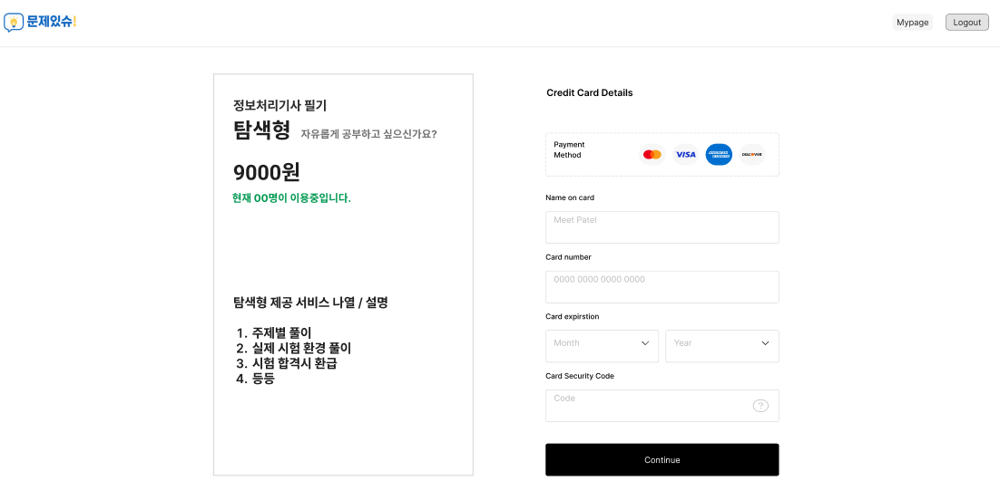 문제있슈!
Mypage
Logout
정보처리기사 필기
탐색형 자유롭게 공부하고 싶으신가요?
9000원
현재 00명이 이용중입니다.
탐색형 제공 서비스 나열 / 설명
1. 주제별 풀이
2. 실제 시험 환경 풀이
3. 시험 합격시 환급
4. 등등
Credit Card Details
Payment
Method
VISA
AMERICAN
EXPRESS
DISCOVER
Name on card
Meet Patel
Card number
0000 0000 0000 0000
Card expirstion
Month
Year
Card Security Code
Code
?
Continue